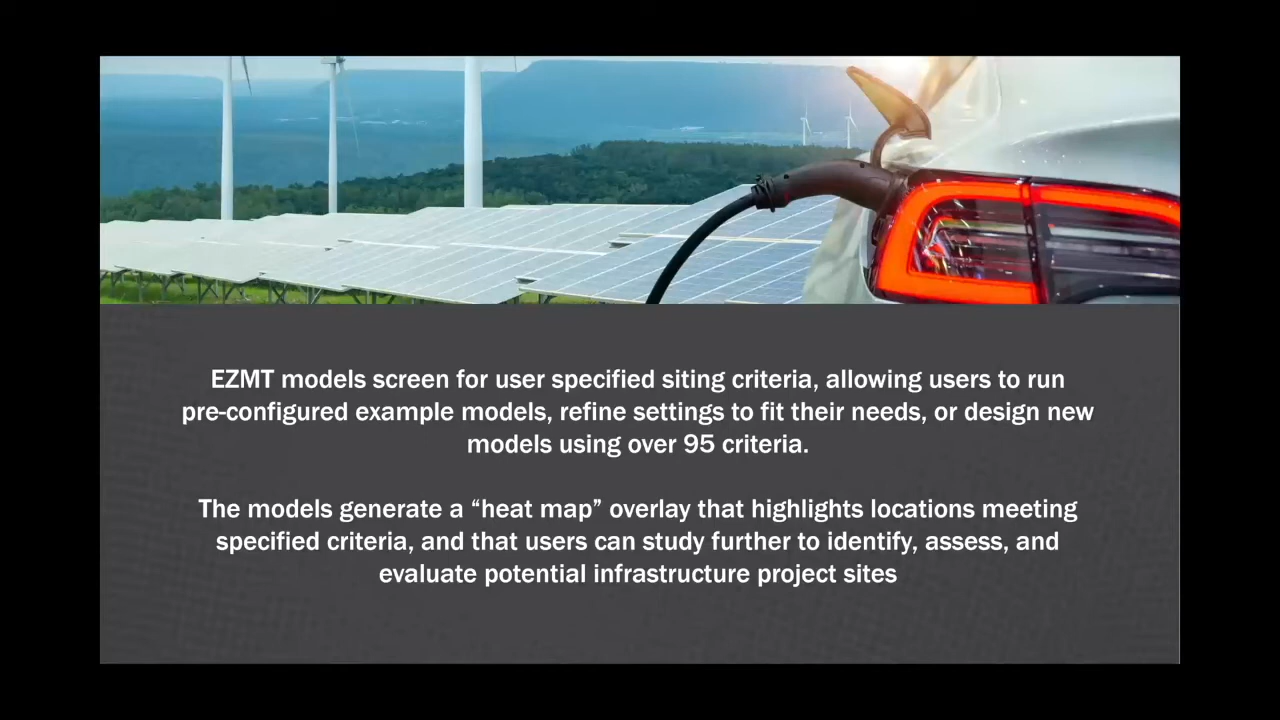 EZMT models screen for user specified siting criteria, allowing users to run
pre-configured example models, refine settings to fit their needs, or design new
models using over 95 criteria.
The models generate a “heat map” overlay that highlights locations meeting
specified criteria, and that users can study further to identify, assess, and
evaluate potential infrastructure project sites